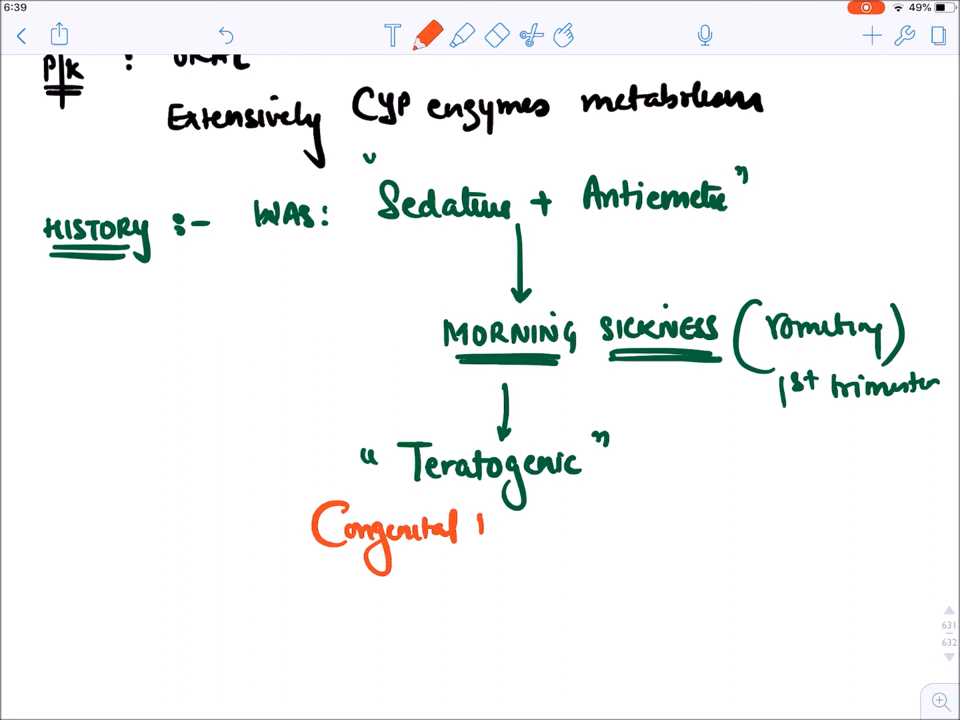 6:39
49%
T
P/K : ORAL
Extensively CYP enzymes metabolism
HISTORY :- WAS: "Sedative + Antiemetic"
MORNING SICKNESS (vomiting)
1st trimester
"Teratogenic"
Congenital
631
632